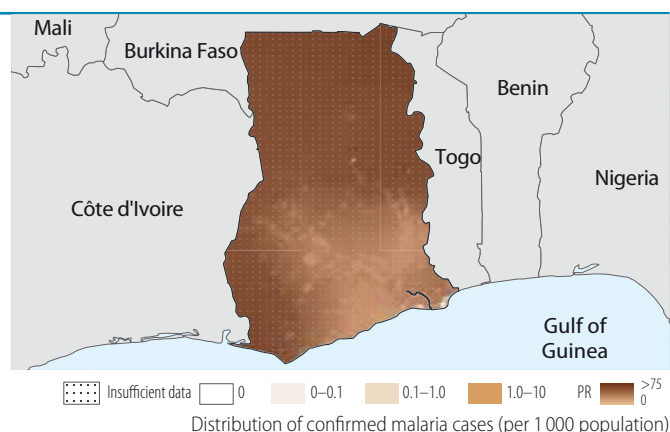 Mali
Burkina Faso
Benin
Togo
Nigeria
Côte d'Ivoire
Gulf of
Guinea
Insufficient data 0 0–0.1 0.1–1.0 1.0–10 PR >75
0
Distribution of confirmed malaria cases (per 1 000 population)